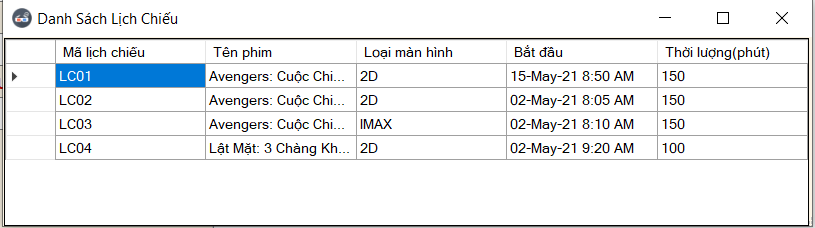 Danh Sách Lịch Chiếu
Mã lịch chiếu Tên phim Loại màn hình Bắt đầu Thời lượng(phút)
LC01 Avengers: Cuộc Chi... 2D 15-May-21 8:50 AM 150
LC02 Avengers: Cuộc Chi... 2D 02-May-21 8:05 AM 150
LC03 Avengers: Cuộc Chi... IMAX 02-May-21 8:10 AM 150
LC04 Lật Mặt: 3 Chàng Kh... 2D 02-May-21 9:20 AM 100